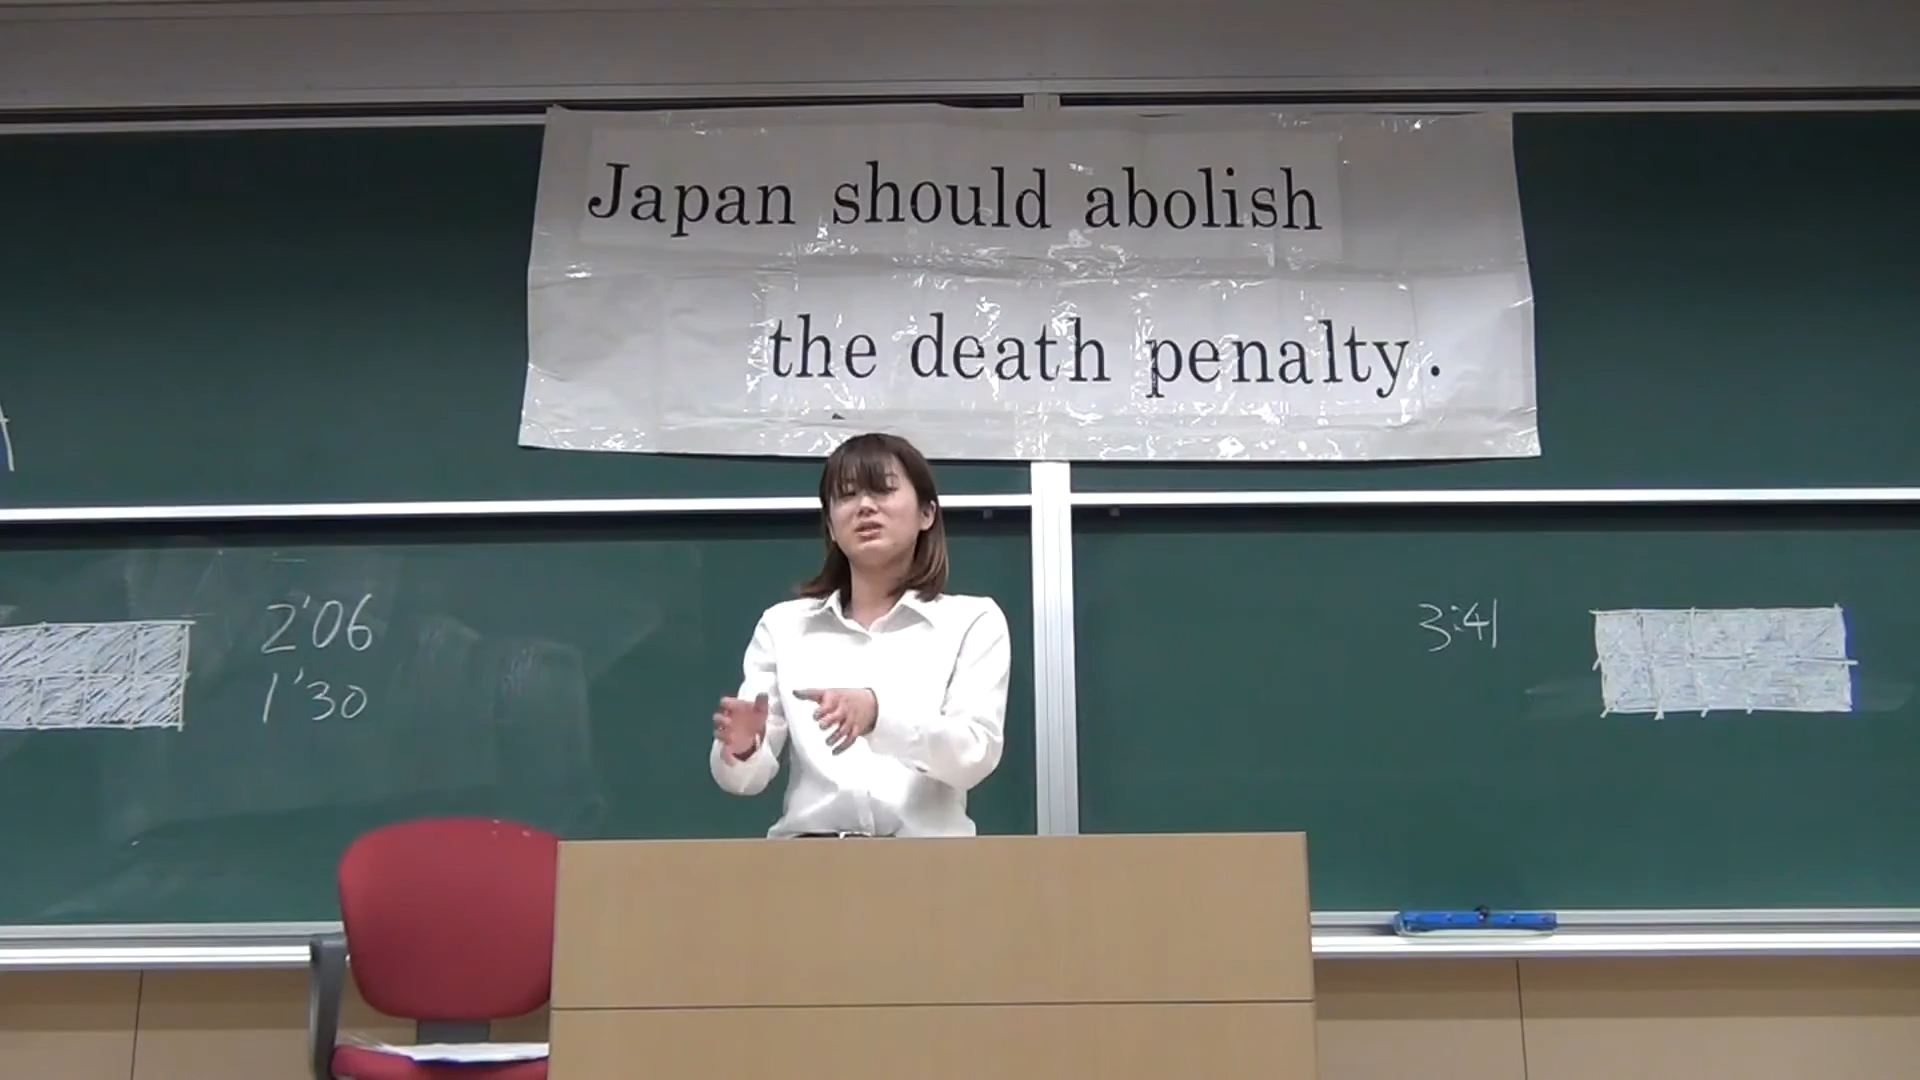 Japan should abolish
the death penalty.
2'06
1'30
3:41